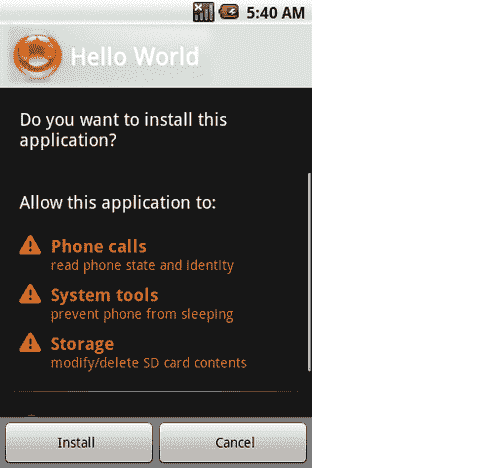 5:40 AM
Hello World
Do you want to install this
application?
Allow this application to:
Phone calls
read phone state and identity
System tools
prevent phone from sleeping
Storage
modify/delete SD card contents
Install
Cancel